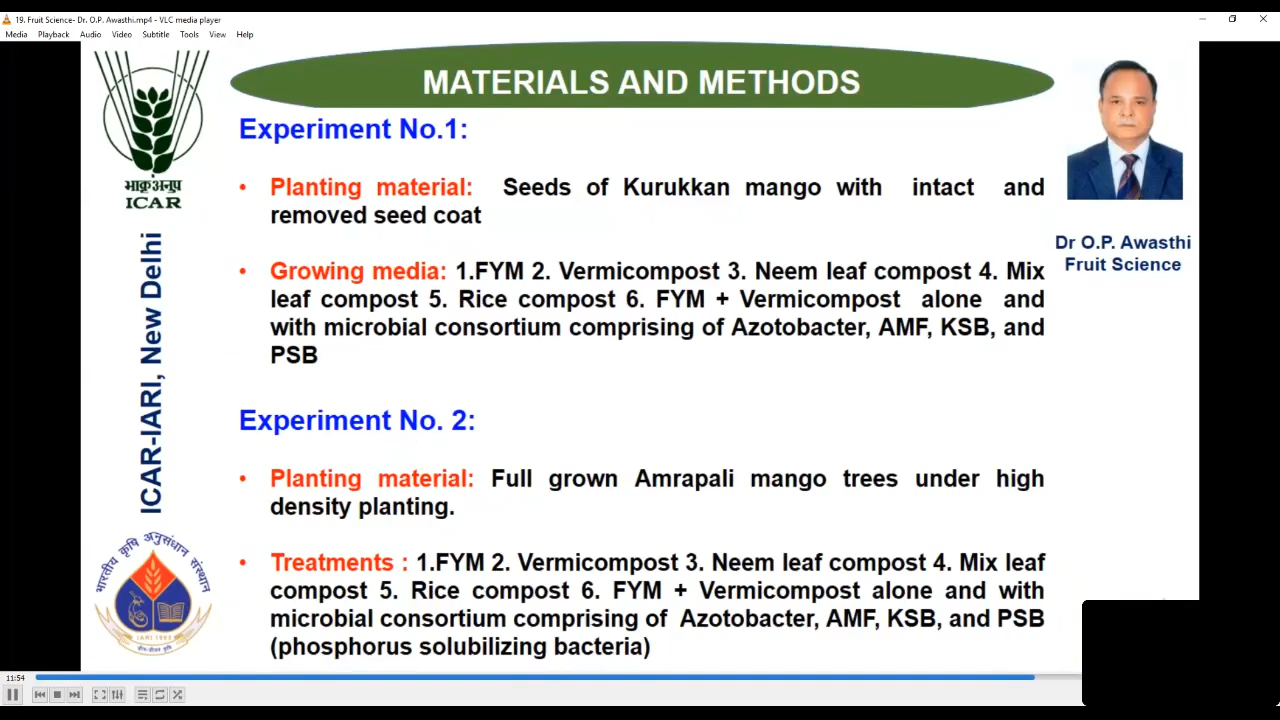 19. Fruit Science- Dr. O.P. Awasthi.mp4 - VLC media player
Media Playback Audio Video Subtitle Tools View Help
MATERIALS AND METHODS
भाकृअनुप
ICAR
ICAR-IARI, New Delhi
भारतीय कृषि अनुसंधान संस्थान
Experiment No.1:
• Planting material: Seeds of Kurukkan mango with intact and
removed seed coat
• Growing media: 1.FYM 2. Vermicompost 3. Neem leaf compost 4. Mix
leaf compost 5. Rice compost 6. FYM + Vermicompost alone and
with microbial consortium comprising of Azotobacter, AMF, KSB, and
PSB
Experiment No. 2:
• Planting material: Full grown Amrapali mango trees under high
density planting.
• Treatments : 1.FYM 2. Vermicompost 3. Neem leaf compost 4. Mix leaf
compost 5. Rice compost 6. FYM + Vermicompost alone and with
microbial consortium comprising of Azotobacter, AMF, KSB, and PSB
(phosphorus solubilizing bacteria)
Dr O.P. Awasthi
Fruit Science
11:54